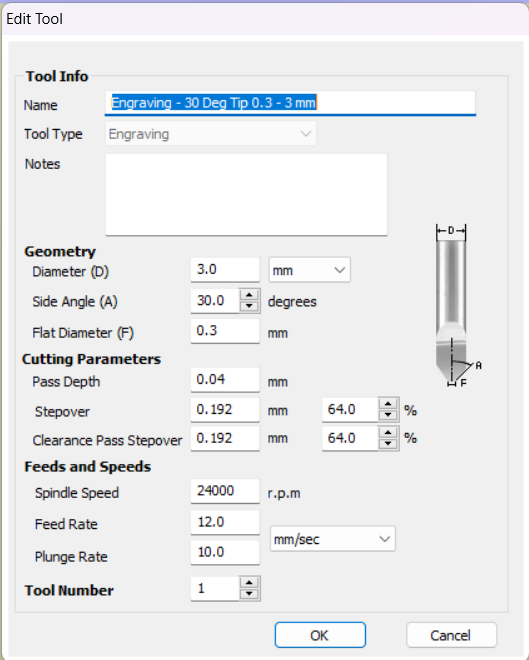 Edit Tool
Tool Info
Name Engraving - 30 Deg Tip 0.3 - 3 mm
Tool Type Engraving
Notes
D
Geometry
Diameter (D) 3.0 mm
Side Angle (A) 30.0 degrees
Flat Diameter (F) 0.3 mm
A
F
Cutting Parameters
Pass Depth 0.04 mm
Stepover 0.192 mm 64.0 %
Clearance Pass Stepover 0.192 mm 64.0 %
Feeds and Speeds
Spindle Speed 24000 r.p.m
Feed Rate 12.0
mm/sec
Plunge Rate 10.0
Tool Number 1
OK Cancel